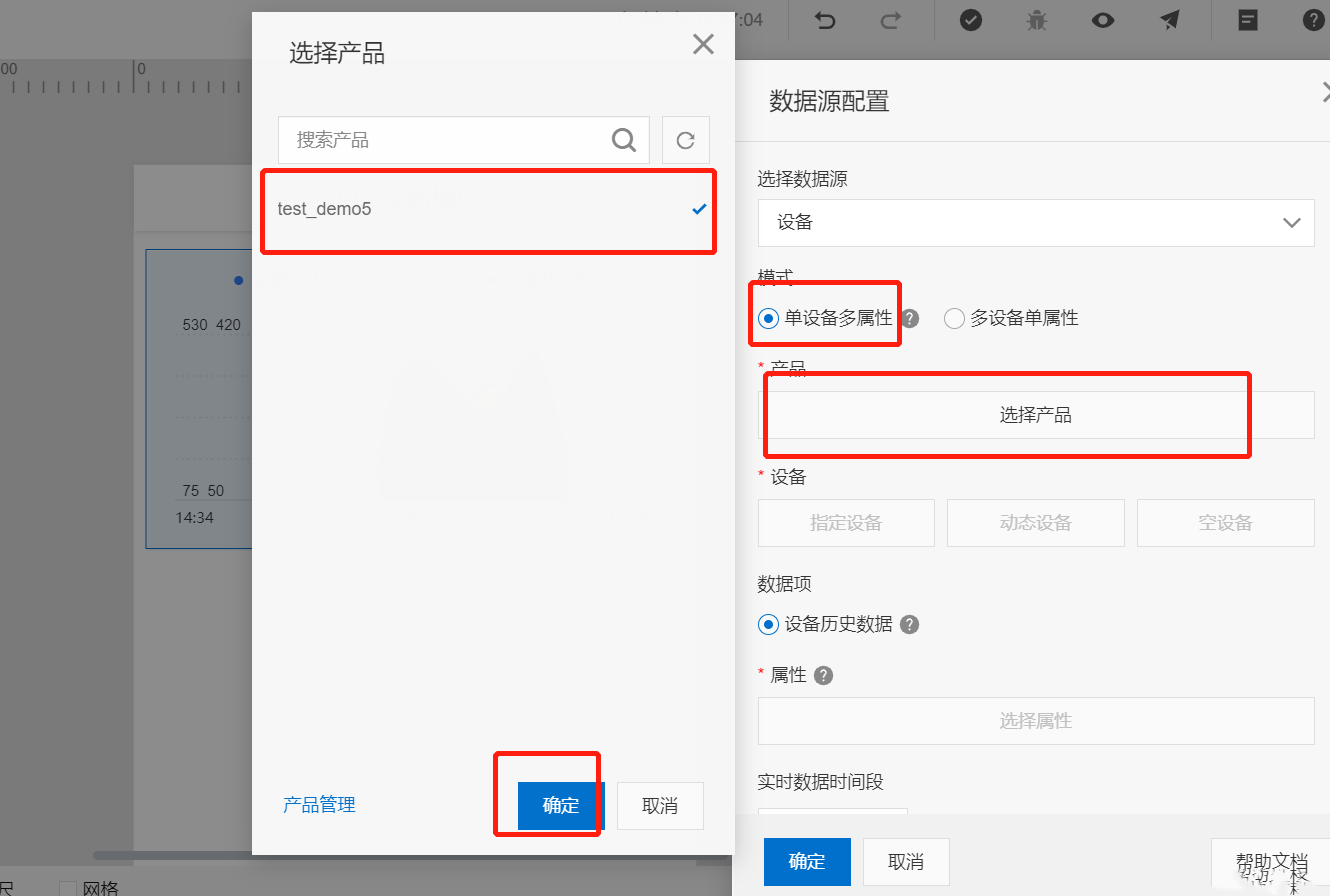 7:04
00
0
选择产品
搜索产品
test_demo5
530 420
75 50
14:34
产品管理
确定
取消
网格
数据源配置
选择数据源
设备
模式
单设备多属性
?
多设备单属性
* 产品
选择产品
* 设备
指定设备
动态设备
空设备
数据项
设备历史数据
?
* 属性
?
选择属性
实时数据时间段
确定
取消
帮助文档